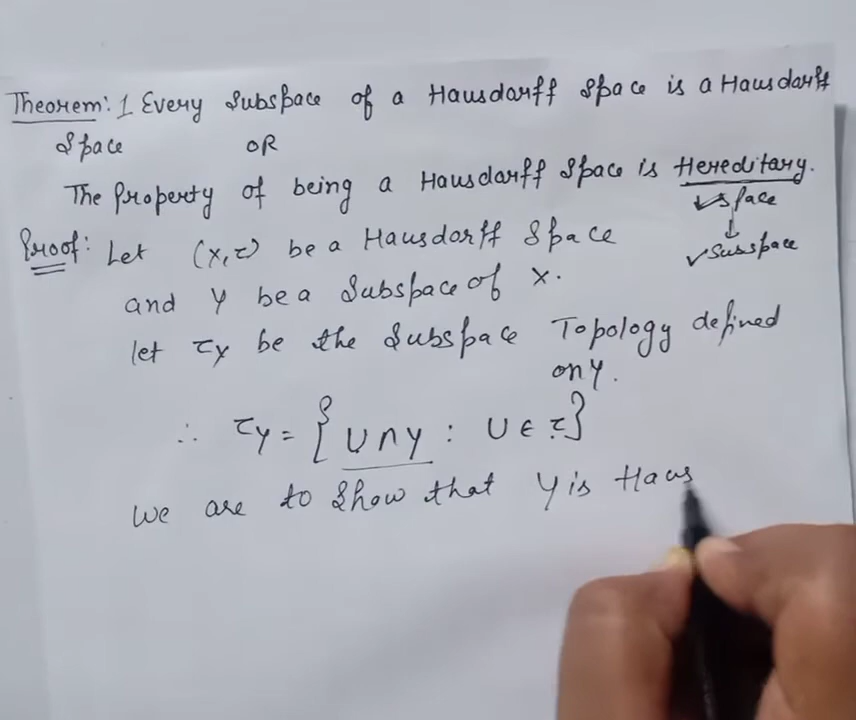 Theorem: 1 Every Subspace of a Hausdorff Space is a Hausdorff
Space OR
The Property of being a Hausdorff Space is Hereditary.
↙Space
↓
✓Subspace
Proof: Let (X, τ) be a Hausdorff Space
and Y be a Subspace of X.
let τY be the Subspace Topology defined
on Y.
∴ τY = { U ∩ Y : U ∈ τ }
We are to Show that Y is Haus